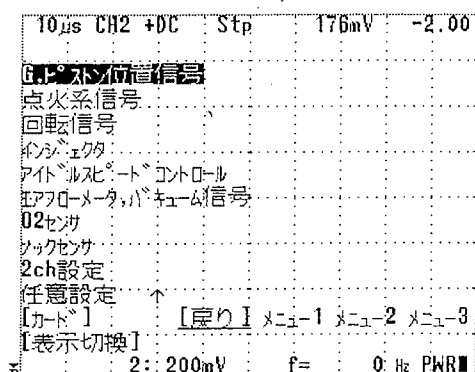 10μs CH2 +DC Stp 176mV -2.00
G.ﾋﾟｽﾄﾝ位置信号
点火系信号
回転信号
ｲﾝｼﾞｪｸﾀ
ｱｲﾄﾞﾙｽﾋﾟｰﾄﾞ ｺﾝﾄﾛｰﾙ
ｴｱﾌﾛｰﾒｰﾀ,ﾊﾞｷｭｰﾑ信号
O2ｾﾝｻ
ﾉｯｸｾﾝｻ
2ch設定
任意設定 ↑
[ｶｰﾄﾞ] [戻り] ﾒﾆｭｰ1 ﾒﾆｭｰ2 ﾒﾆｭｰ3
[表示切換]
2: 200mV f= 0 Hz PWR